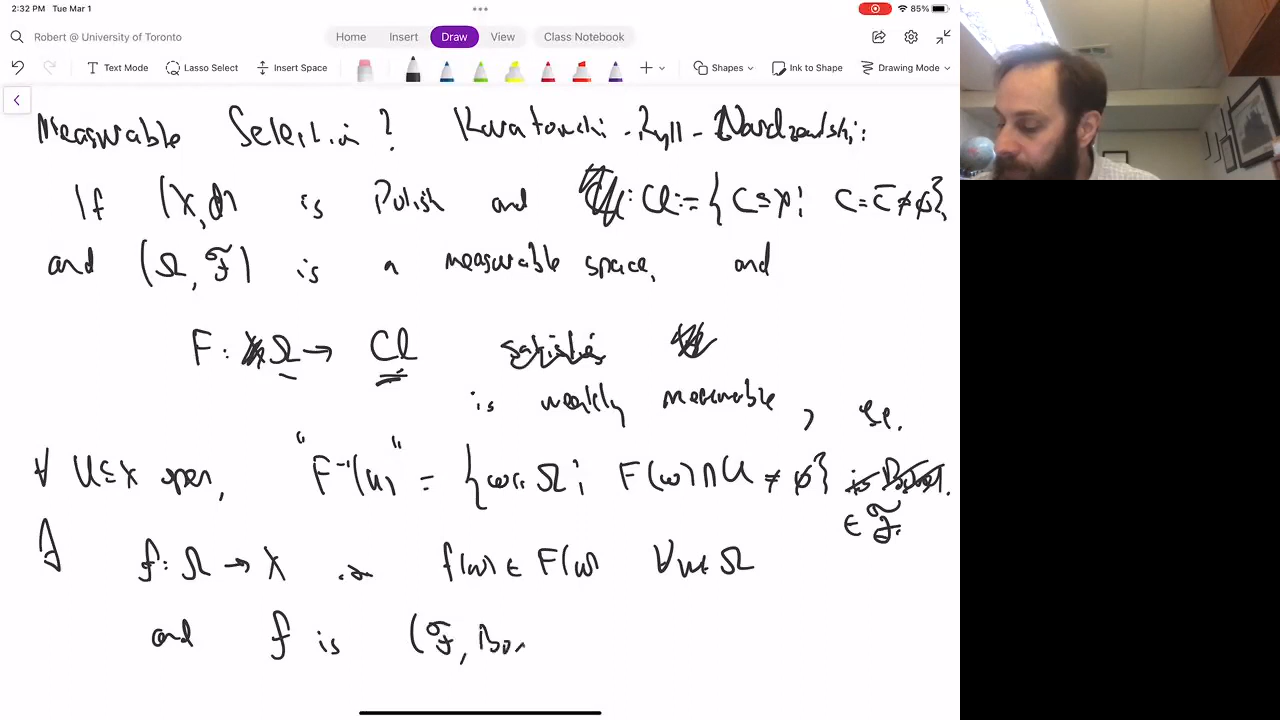 2:32 PM Tue Mar 1
85%
Robert @ University of Toronto
Home Insert Draw View Class Notebook
Text Mode Lasso Select Insert Space Shapes Ink to Shape Drawing Mode
Measurable Selection? Kuratowski-Ryll-Nardzewski:
If (X, d) is Polish and Cl := { C ⊆ X : C = C̅ ≠ ∅ },
and (Ω, ℱ) is a measurable space, and
F : Ω → Cl satisfies
is weakly measurable, ie.
∀ U ⊆ X open, "F⁻¹(U)" = { ω ∈ Ω : F(ω) ∩ U ≠ ∅ }
∈ ℱ.
∃ f : Ω → X f(ω) ∈ F(ω) ∀ ω ∈ Ω
and f is (ℱ, Bor